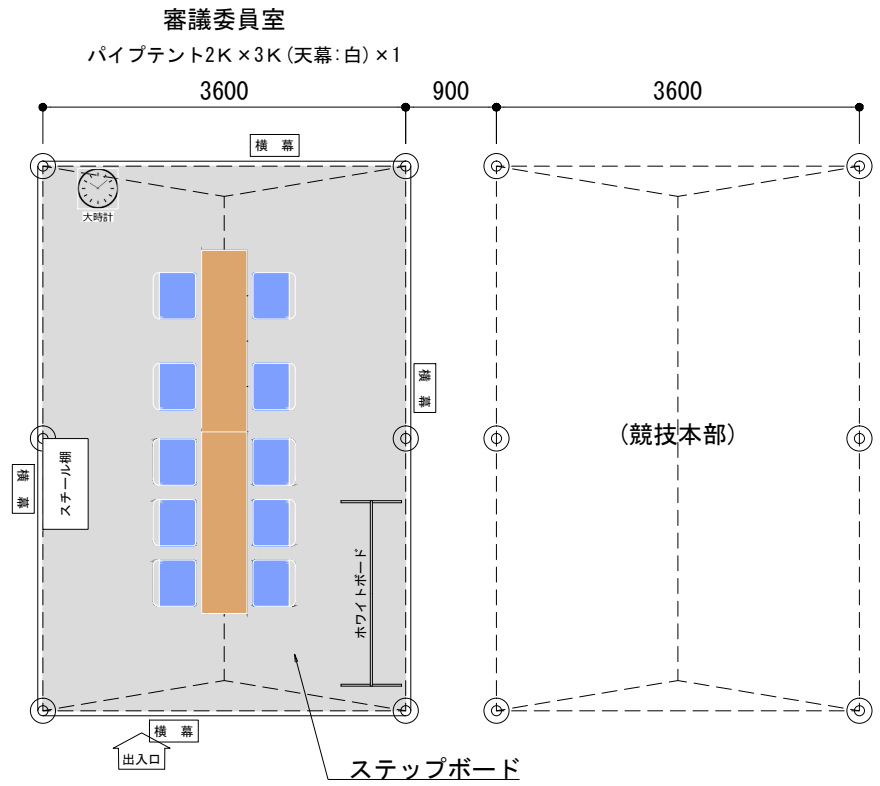 審議委員室
パイプテント2K×3K(天幕:白)×1
3600
900
3600
横 幕
大時計
横 幕
(競技本部)
スチール棚
横 幕
ホワイトボード
横 幕
出入口
ステップボード